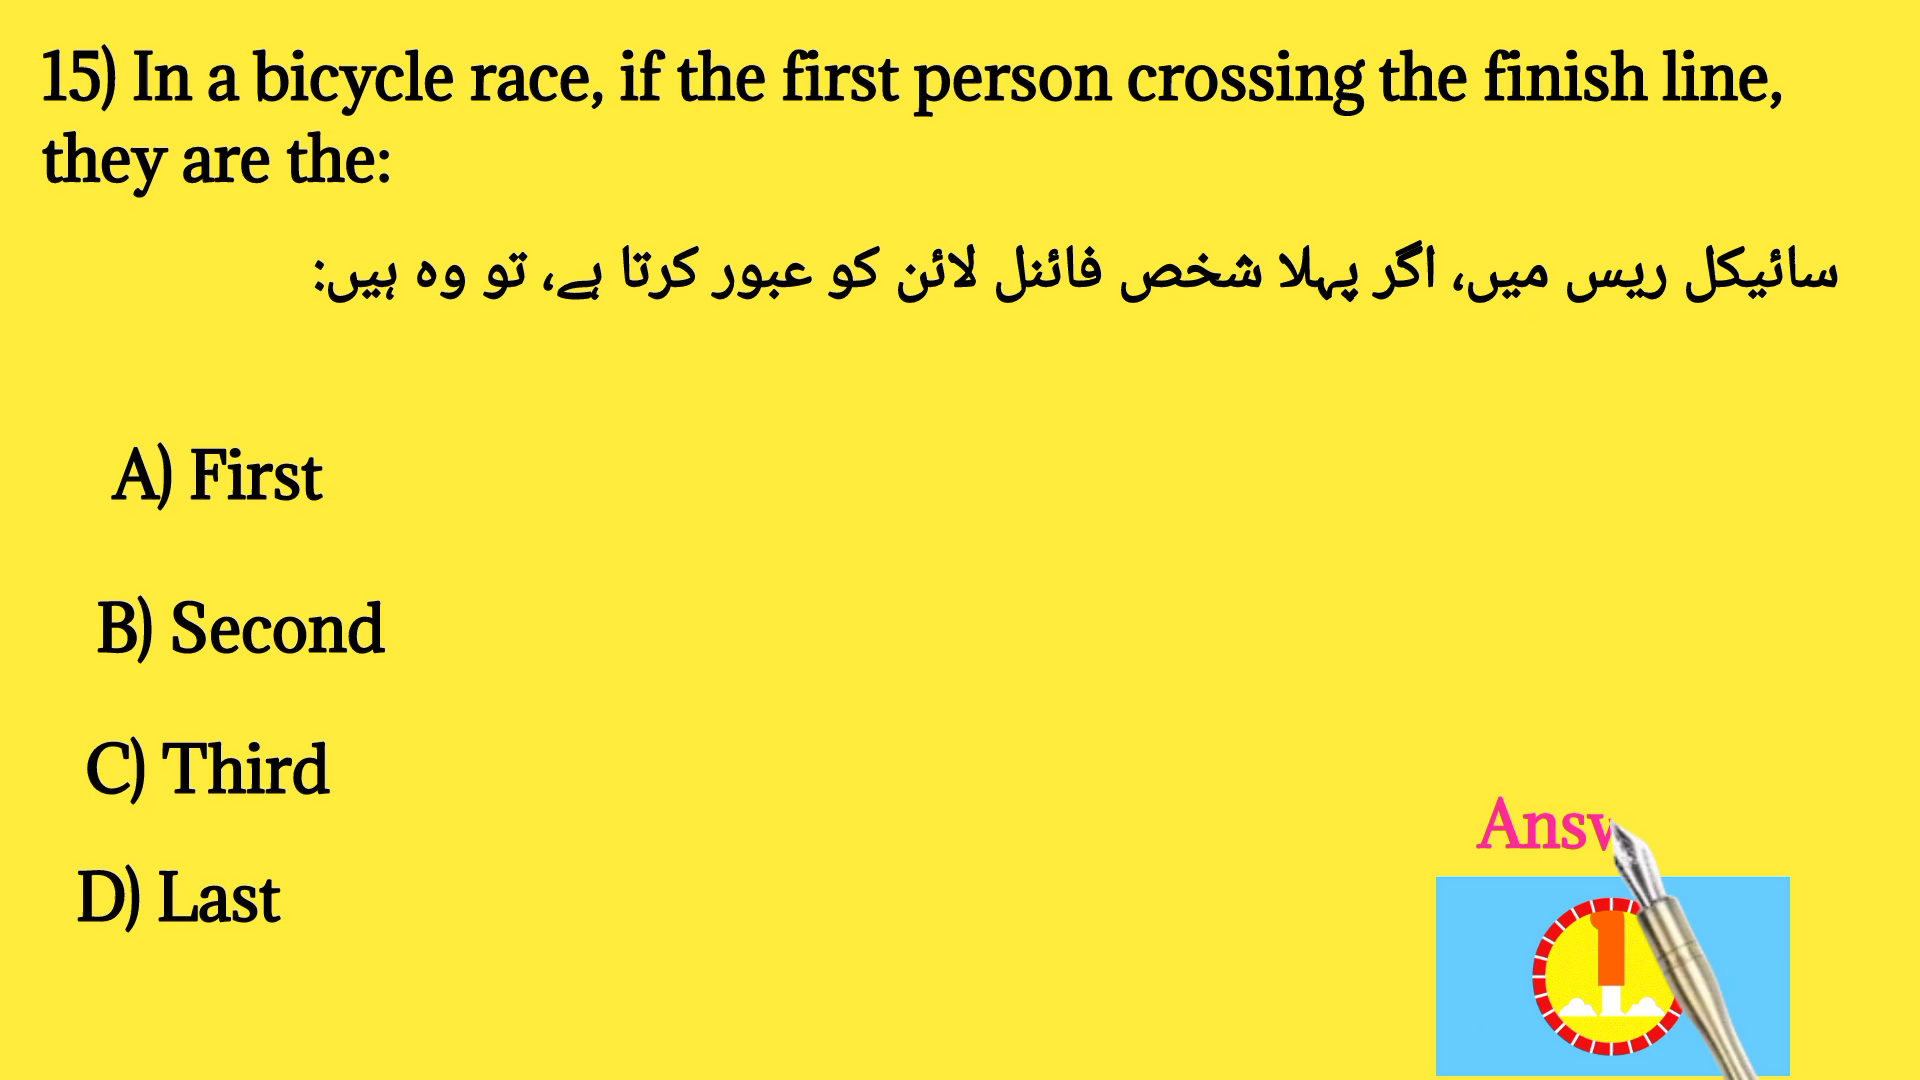 15) In a bicycle race, if the first person crossing the finish line,
they are the:
سائیکل ریس میں، اگر پہلا شخص فائنل لائن کو عبور کرتا ہے، تو وہ ہیں:
A) First
B) Second
C) Third
D) Last
1